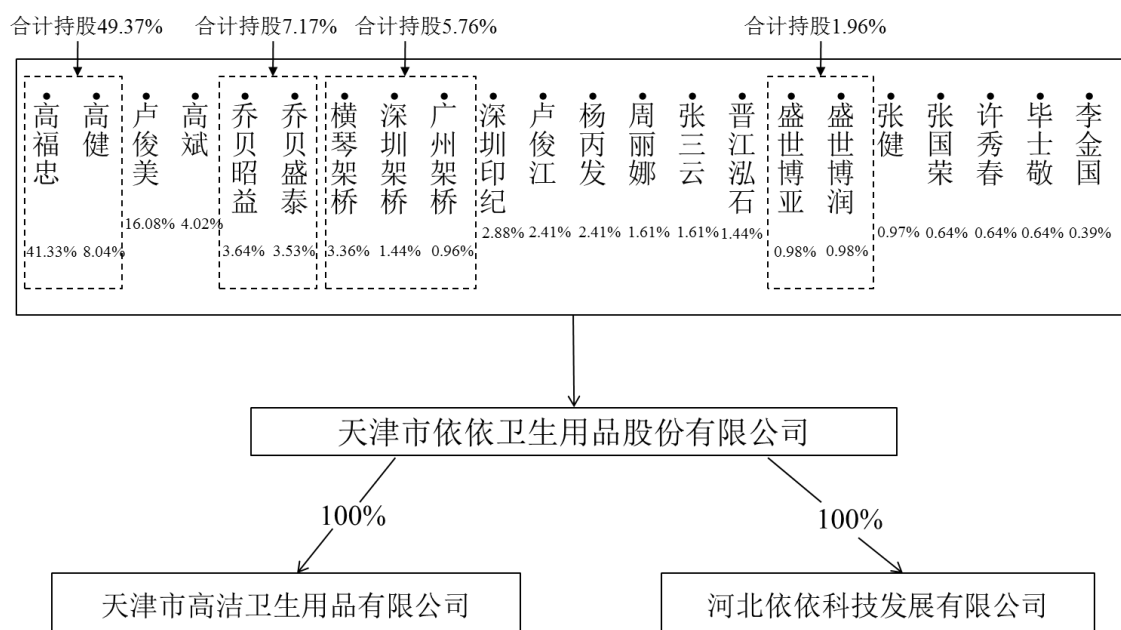 合计持股49.37%
合计持股7.17%
合计持股5.76%
合计持股1.96%
高福忠
高健
卢俊美
高斌
乔贝昭益
乔贝盛泰
横琴架桥
深圳架桥
广州架桥
深圳印纪
卢俊江
杨丙发
周丽娜
张三云
晋江泓石
盛世博亚
盛世博润
张健
张国荣
许秀春
毕士敬
李金国
41.33%
8.04%
16.08%
4.02%
3.64%
3.53%
3.36%
1.44%
0.96%
2.88%
2.41%
2.41%
1.61%
1.61%
1.44%
0.98%
0.98%
0.97%
0.64%
0.64%
0.64%
0.39%
天津市依依卫生用品股份有限公司
100%
100%
天津市高洁卫生用品有限公司
河北依依科技发展有限公司